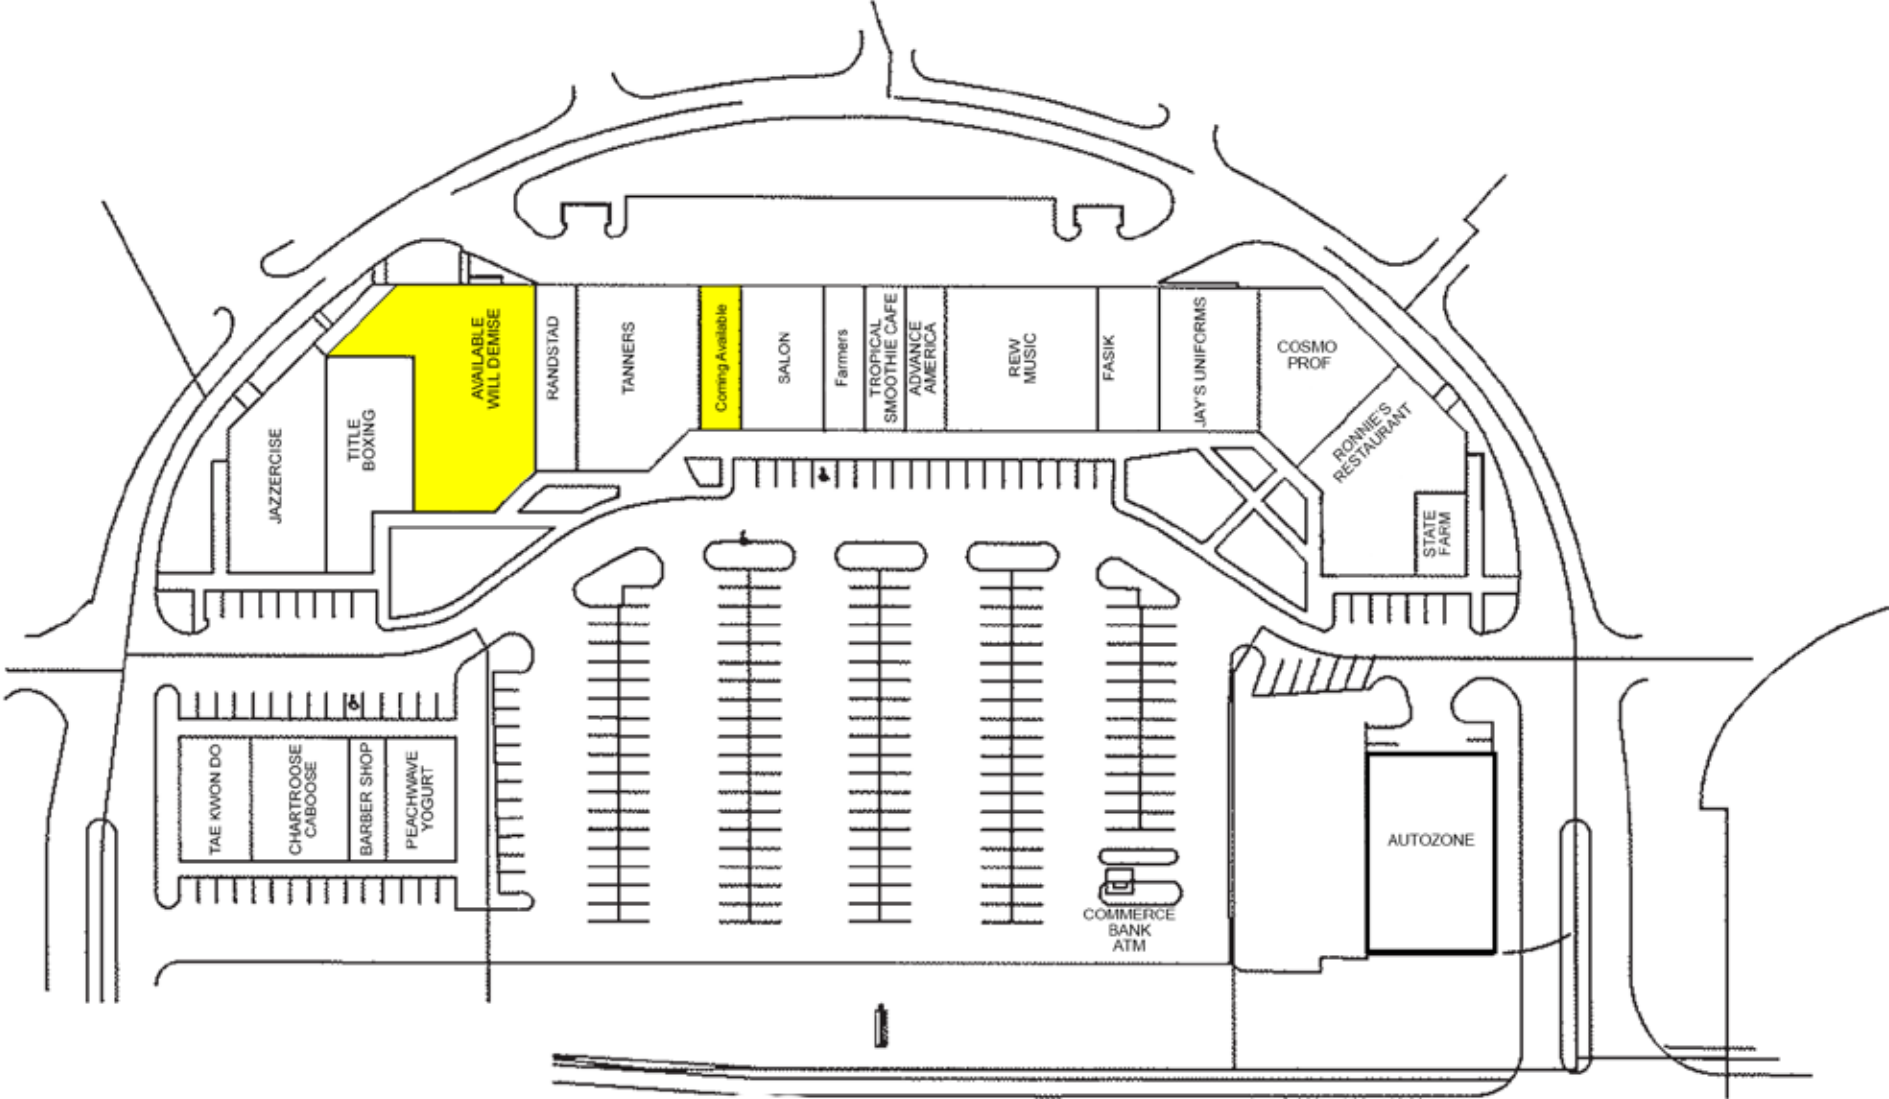 JAZZERCISE
TITLE
BOXING
AVAILABLE
WILL DEMISE
RANDSTAD
TANNERS
Coming Available
SALON
Farmers
TROPICAL
SMOOTHIE CAFE
ADVANCE
AMERICA
REW
MUSIC
FASIK
JAY'S UNIFORMS
COSMO
PROF
RONNIE'S
RESTAURANT
STATE
FARM
TAE KWON DO
CHARTROOSE
CABOOSE
BARBER SHOP
PEACHWAVE
YOGURT
COMMERCE
BANK
ATM
AUTOZONE